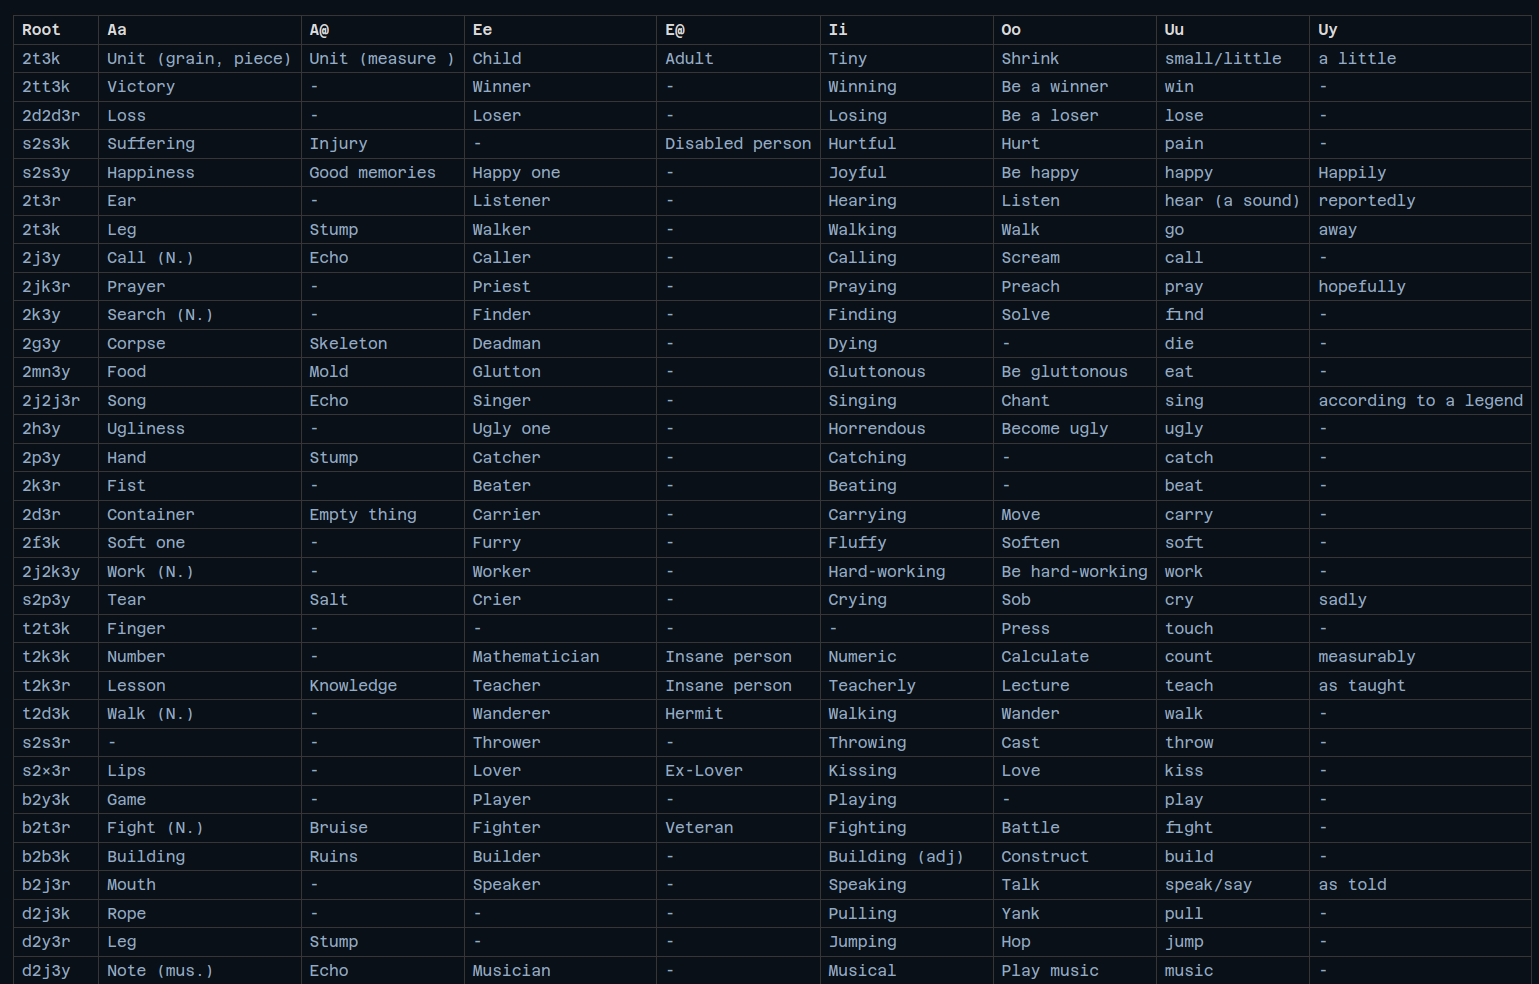 Root Aa A@ Ee E@ Ii Oo Uu Uy
2t3k Unit (grain, piece) Unit (measure ) Child Adult Tiny Shrink small/little a little
2tt3k Victory - Winner - Winning Be a winner win -
2d2d3r Loss - Loser - Losing Be a loser lose -
s2s3k Suffering Injury - Disabled person Hurtful Hurt pain -
s2s3y Happiness Good memories Happy one - Joyful Be happy happy Happily
2t3r Ear - Listener - Hearing Listen hear (a sound) reportedly
2t3k Leg Stump Walker - Walking Walk go away
2j3y Call (N.) Echo Caller - Calling Scream call -
2jk3r Prayer - Priest - Praying Preach pray hopefully
2k3y Search (N.) - Finder - Finding Solve find -
2g3y Corpse Skeleton Deadman - Dying - die -
2mn3y Food Mold Glutton - Gluttonous Be gluttonous eat -
2j2j3r Song Echo Singer - Singing Chant sing according to a legend
2h3y Ugliness - Ugly one - Horrendous Become ugly ugly -
2p3y Hand Stump Catcher - Catching - catch -
2k3r Fist - Beater - Beating - beat -
2d3r Container Empty thing Carrier - Carrying Move carry -
2f3k Soft one - Furry - Fluffy Soften soft -
2j2k3y Work (N.) - Worker - Hard-working Be hard-working work -
s2p3y Tear Salt Crier - Crying Sob cry sadly
t2t3k Finger - - - - Press touch -
t2k3k Number - Mathematician Insane person Numeric Calculate count measurably
t2k3r Lesson Knowledge Teacher Insane person Teacherly Lecture teach as taught
t2d3k Walk (N.) - Wanderer Hermit Walking Wander walk -
s2s3r - - Thrower - Throwing Cast throw -
s2×3r Lips - Lover Ex-Lover Kissing Love kiss -
b2y3k Game - Player - Playing - play -
b2t3r Fight (N.) Bruise Fighter Veteran Fighting Battle fight -
b2b3k Building Ruins Builder - Building (adj) Construct build -
b2j3r Mouth - Speaker - Speaking Talk speak/say as told
d2j3k Rope - - - Pulling Yank pull -
d2y3r Leg Stump - - Jumping Hop jump -
d2j3y Note (mus.) Echo Musician - Musical Play music music -